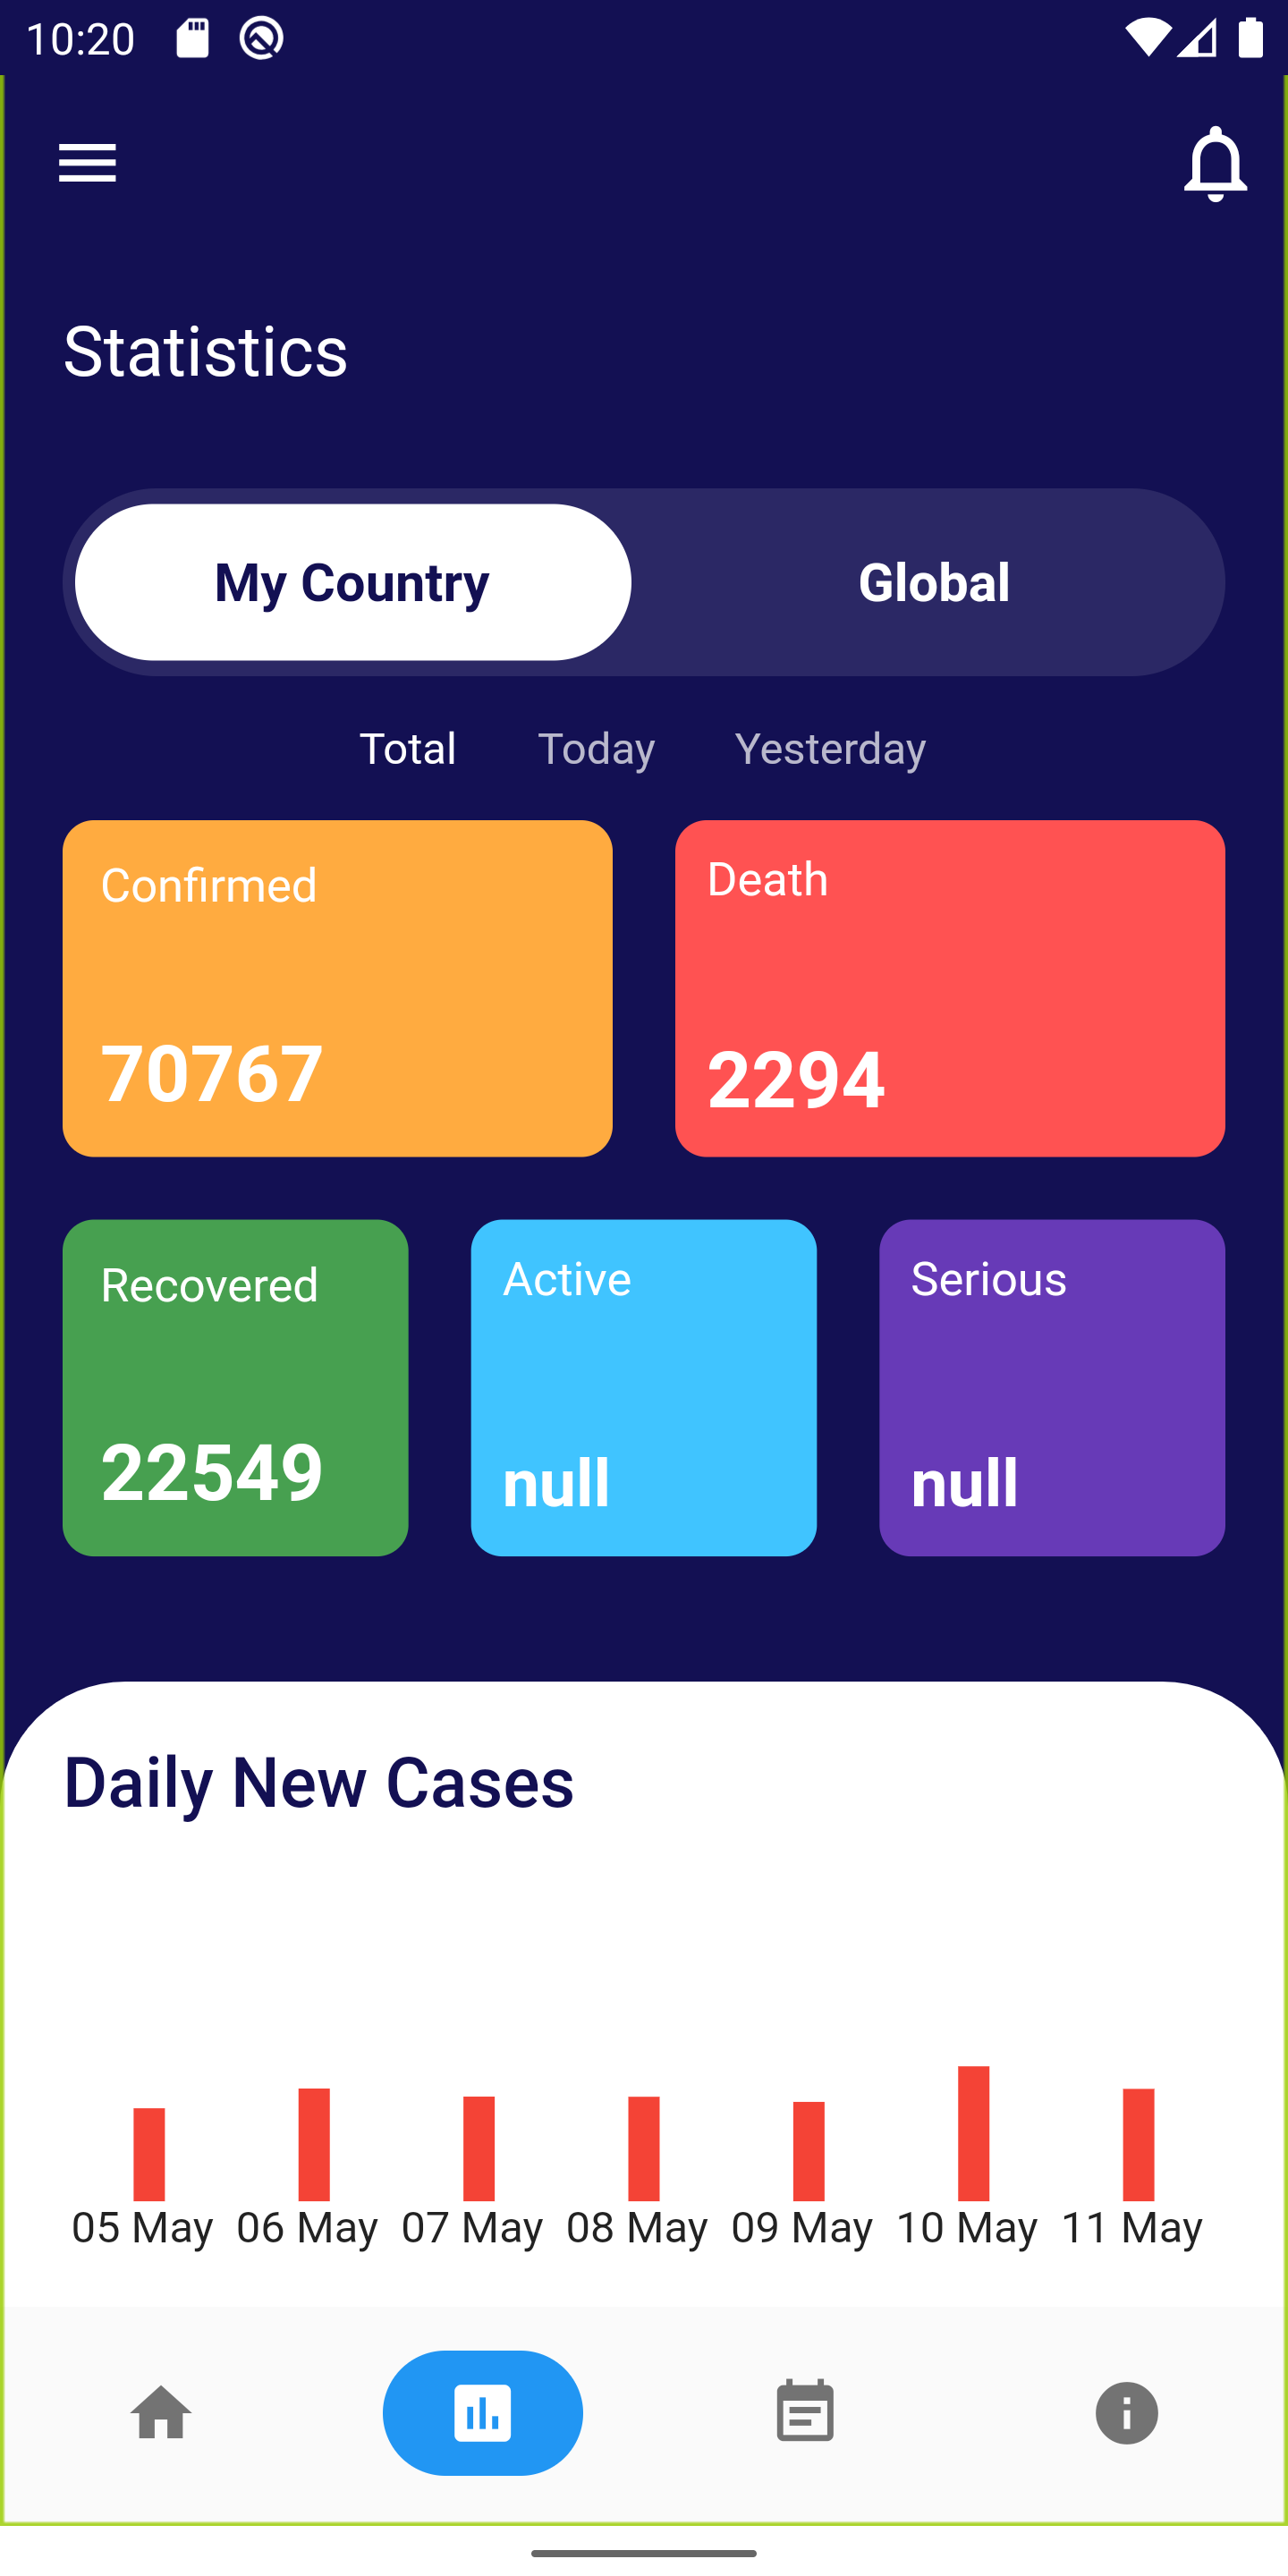 10:20
Statistics
My Country Global
Total Today Yesterday
Confirmed Death
70767 2294
Recovered Active Serious
22549 null null
Daily New Cases
05 May 06 May 07 May 08 May 09 May 10 May 11 May